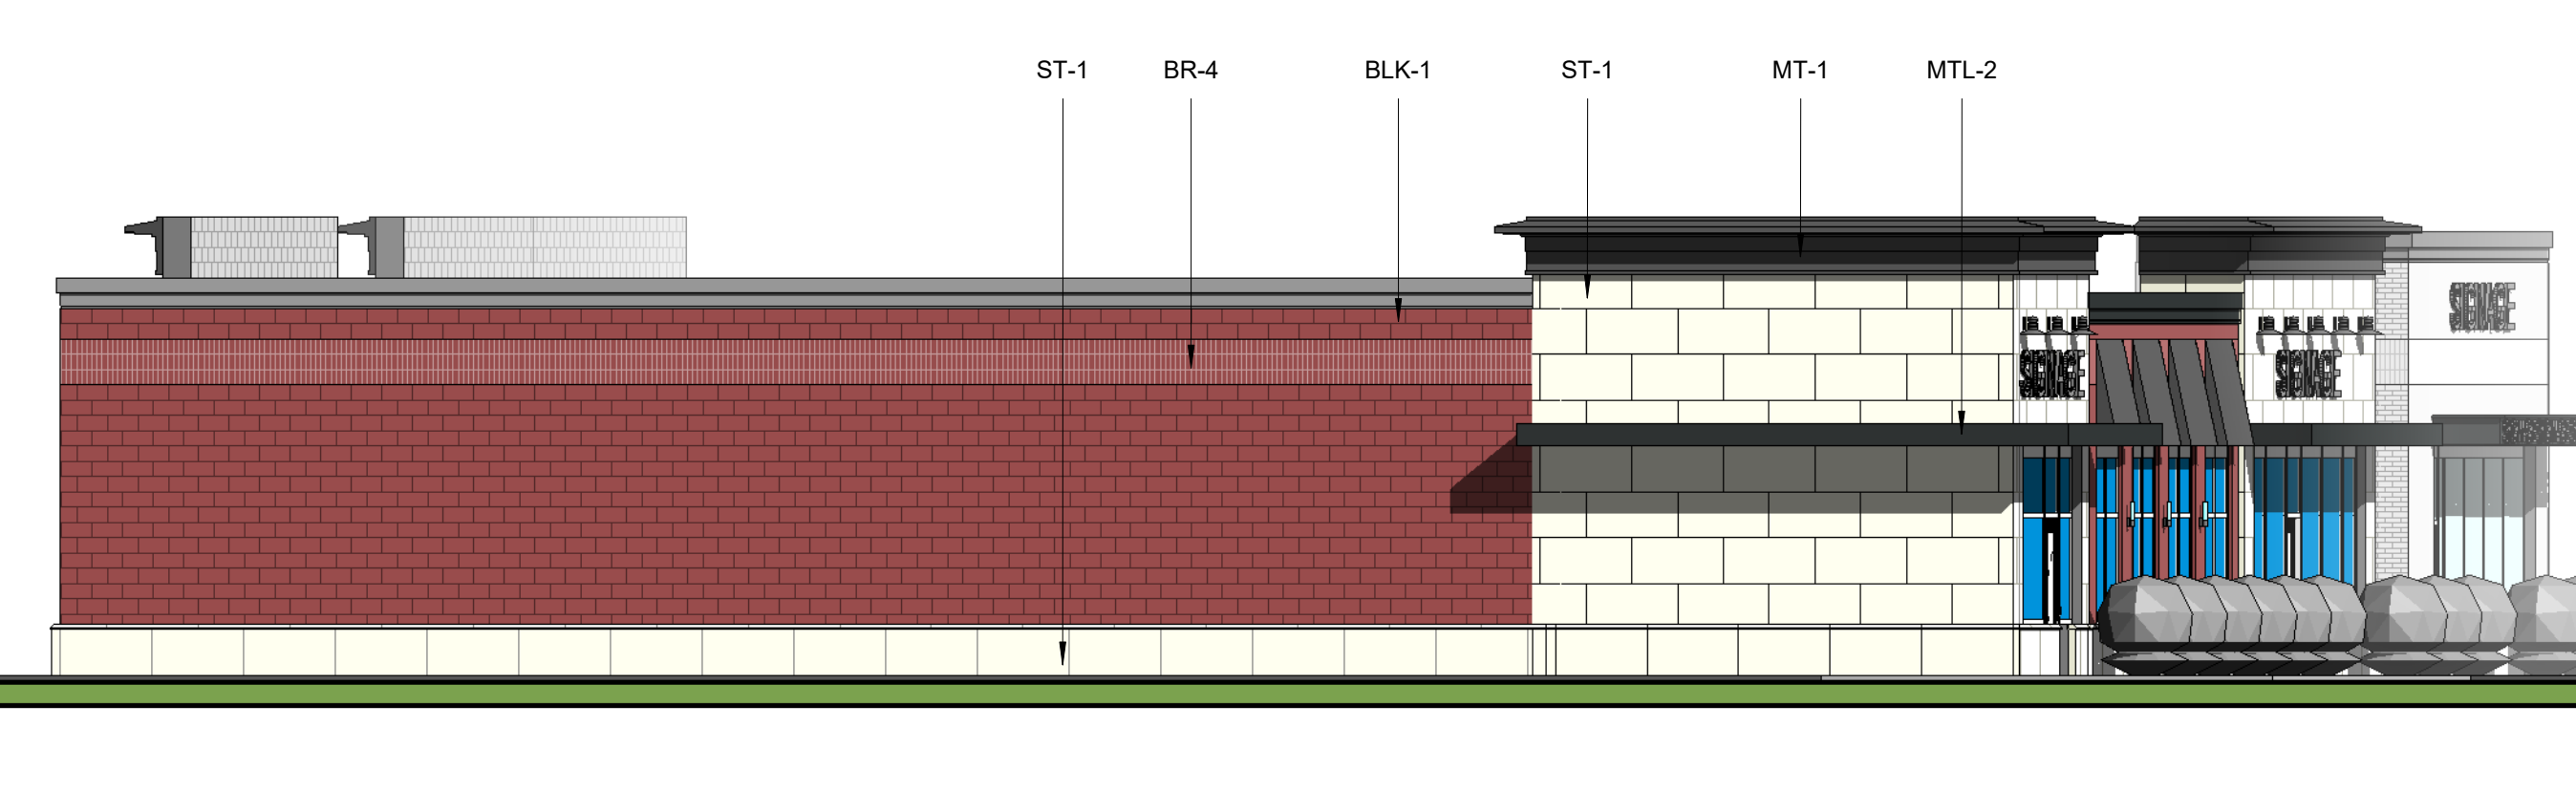 ST-1 BR-4 BLK-1 ST-1 MT-1 MTL-2
SIGNAGE
SIGNAGE SIGNAGE